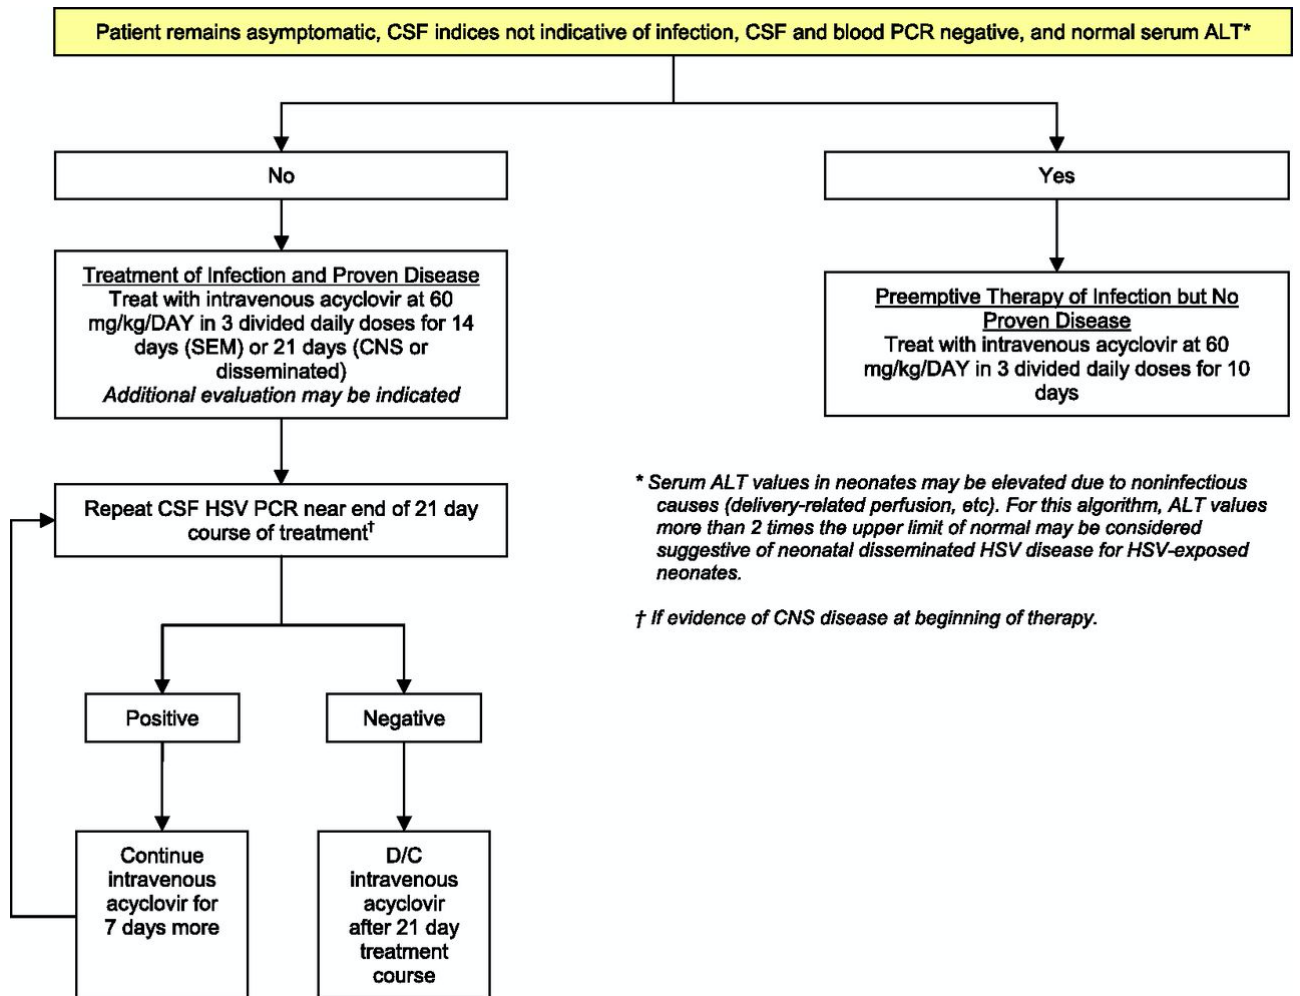 Patient remains asymptomatic, CSF indices not indicative of infection, CSF and blood PCR negative, and normal serum ALT*
No
Yes
Treatment of Infection and Proven Disease
Treat with intravenous acyclovir at 60
mg/kg/DAY in 3 divided daily doses for 14
days (SEM) or 21 days (CNS or
disseminated)
Additional evaluation may be indicated
Preemptive Therapy of Infection but No
Proven Disease
Treat with intravenous acyclovir at 60
mg/kg/DAY in 3 divided daily doses for 10
days
Repeat CSF HSV PCR near end of 21 day
course of treatment†
* Serum ALT values in neonates may be elevated due to noninfectious
causes (delivery-related perfusion, etc). For this algorithm, ALT values
more than 2 times the upper limit of normal may be considered
suggestive of neonatal disseminated HSV disease for HSV-exposed
neonates.
† If evidence of CNS disease at beginning of therapy.
Positive
Negative
Continue
intravenous
acyclovir for
7 days more
D/C
intravenous
acyclovir
after 21 day
treatment
course